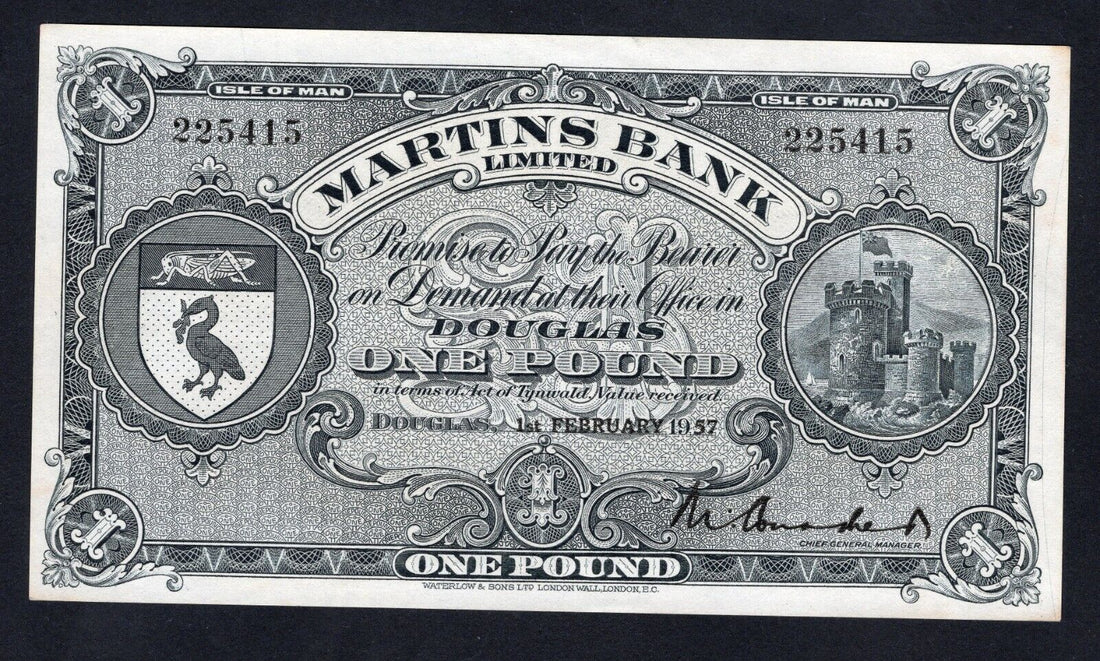 ISLE OF MAN
ISLE OF MAN
225415
225415
MARTINS BANK
LIMITED
Promise to Pay the Bearer
on Demand at their Office in
DOUGLAS
ONE POUND
in terms of Act of Tynwald, Value received.
DOUGLAS, 1st FEBRUARY 1957
CHIEF GENERAL MANAGER
ONE POUND
WATERLOW & SONS LTD LONDON WALL, LONDON, E.C.